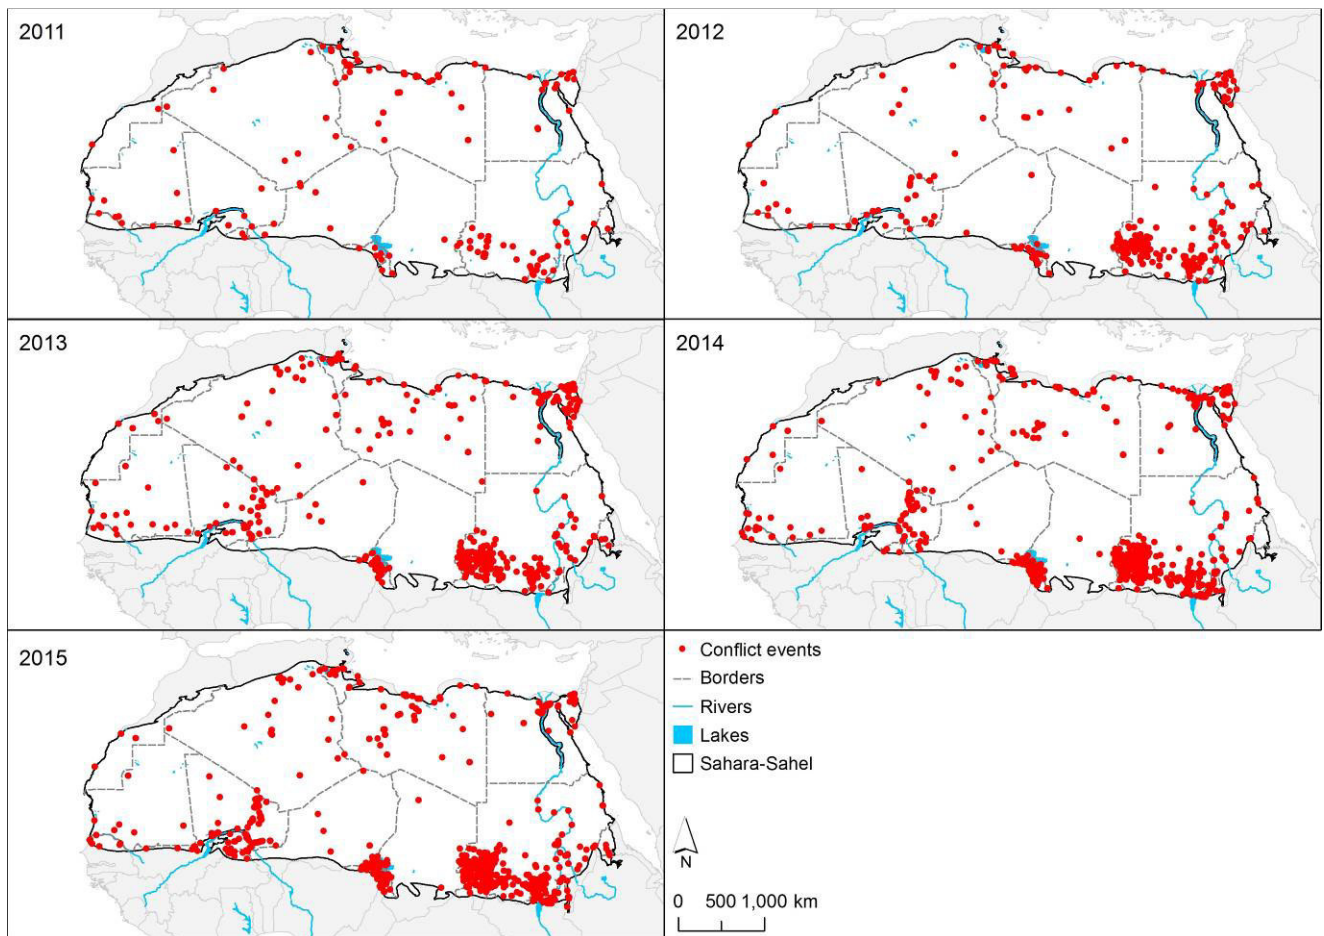 2011
2012
2013
2014
2015
Conflict events
Borders
Rivers
Lakes
Sahara-Sahel
N
0 500 1,000 km